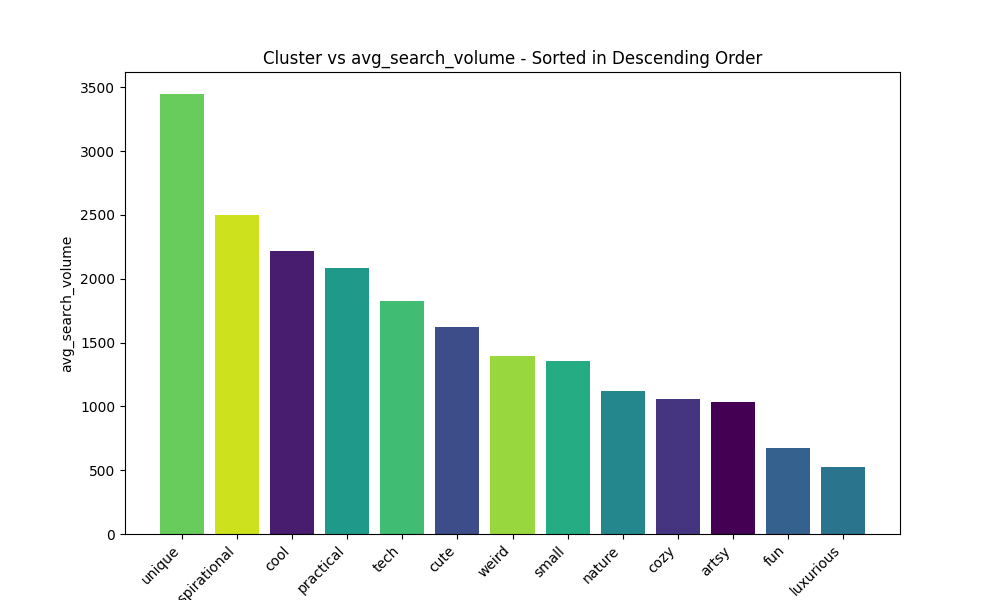 Cluster vs avg_search_volume - Sorted in Descending Order
avg_search_volume
3500
3000
2500
2000
1500
1000
500
0
unique
spirational
cool
practical
tech
cute
weird
small
nature
cozy
artsy
fun
luxurious